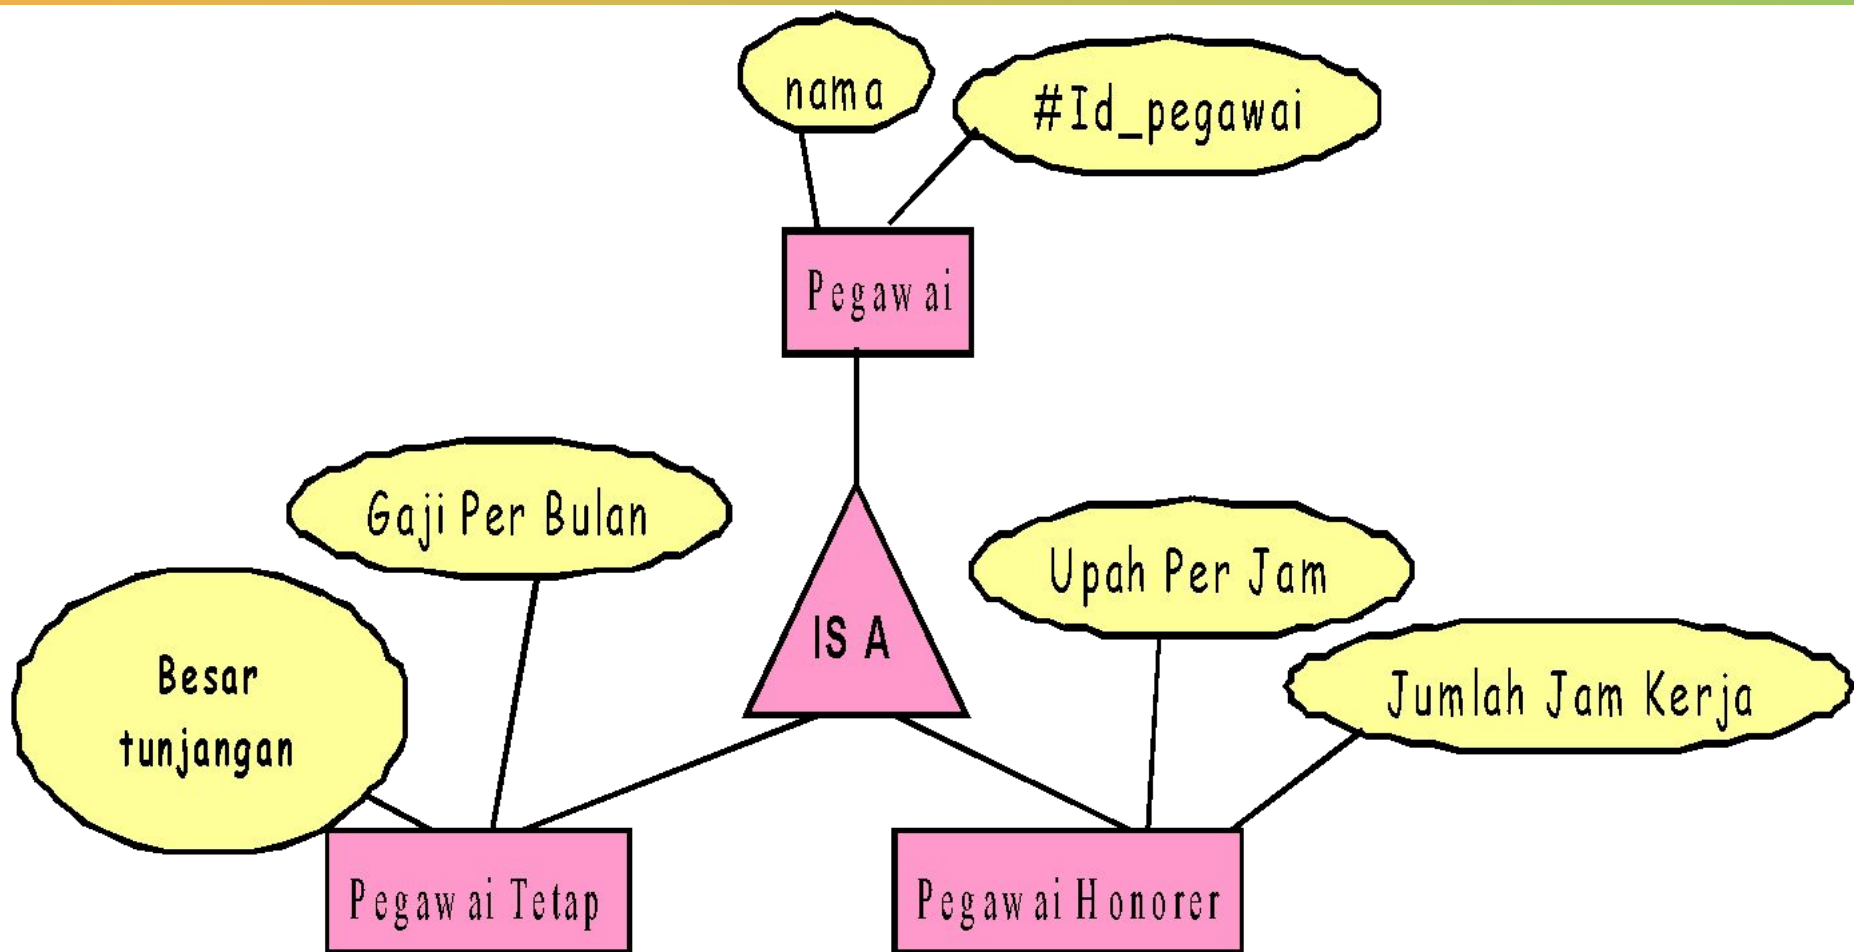 nama
#Id_pegawai
Pegawai
Gaji Per Bulan
Upah Per Jam
IS A
Besar
tunjangan
Jumlah Jam Kerja
Pegawai Tetap
Pegawai Honorer